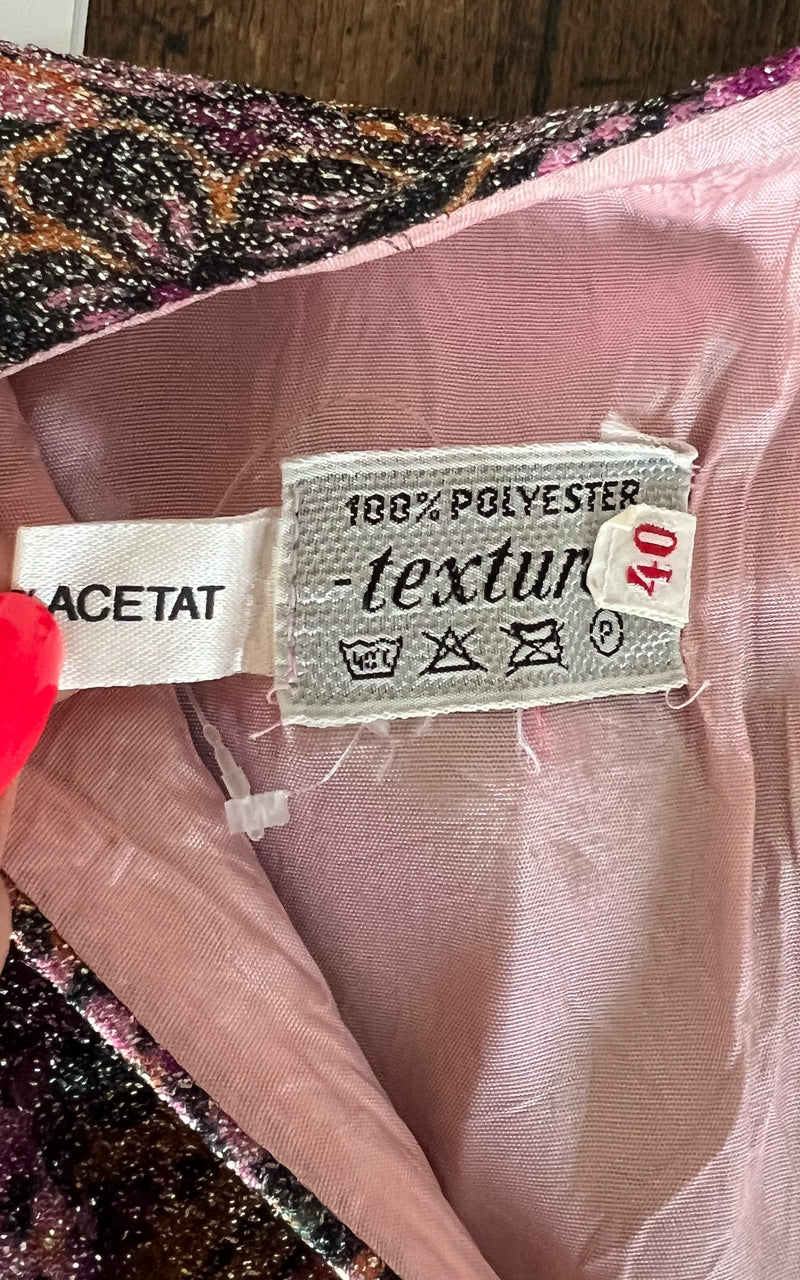 100% POLYESTER
-textur
40
ACETAT
P